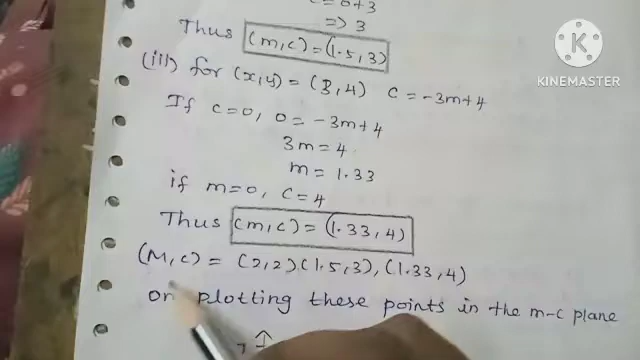 c = 0+3
=> 3
Thus (m,c) = (1.5,3)
(iii) for (x,y) = (3,4) c = -3m+4
If c=0, 0 = -3m+4
3m = 4
m = 1.33
if m=0, c=4
Thus (m,c) = (1.33,4)
(M,c) = (2,2) (1.5,3), (1.33,4)
on plotting these points in the m-c plane
KINEMASTER